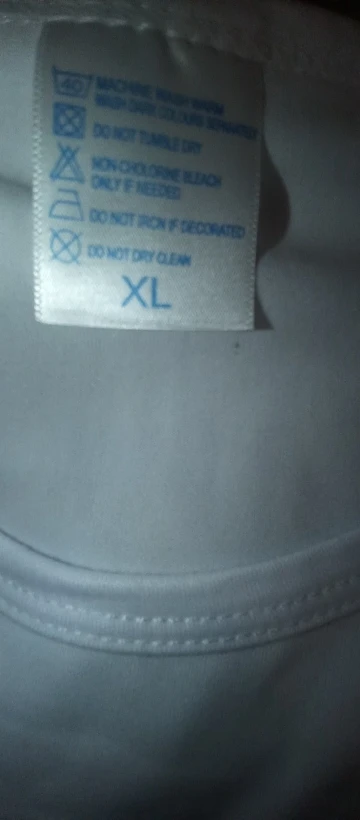 40 MACHINE WASH WARM
WASH DARK COLOURS SEPARATELY
DO NOT TUMBLE DRY
NON-CHLORINE BLEACH
ONLY IF NEEDED
DO NOT IRON IF DECORATED
DO NOT DRY CLEAN
XL